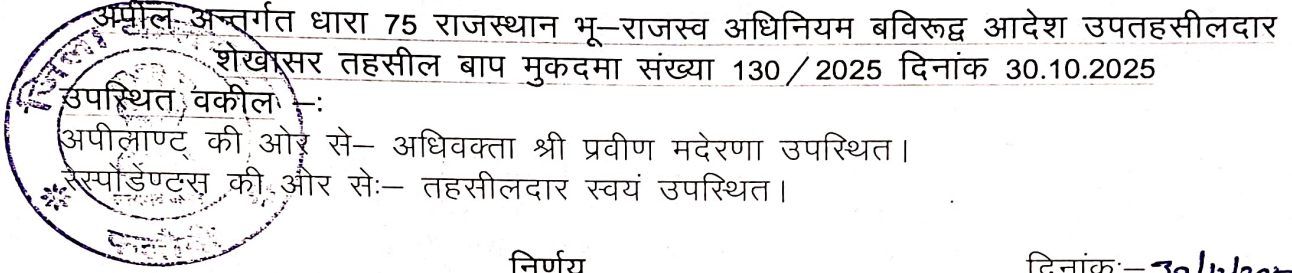 अपील अन्तर्गत धारा 75 राजस्थान भू–राजस्व अधिनियम बविरूद्व आदेश उपतहसीलदार
शेखासर तहसील बाप मुकदमा संख्या 130 / 2025 दिनांक 30.10.2025
उपस्थित वकील –:
अपीलाण्ट् की ओर से– अधिवक्ता श्री प्रवीण मदेरणा उपस्थित।
रेस्पोडेण्टस की ओर से:– तहसीलदार स्वयं उपस्थित।
निर्णय दिनांक:–